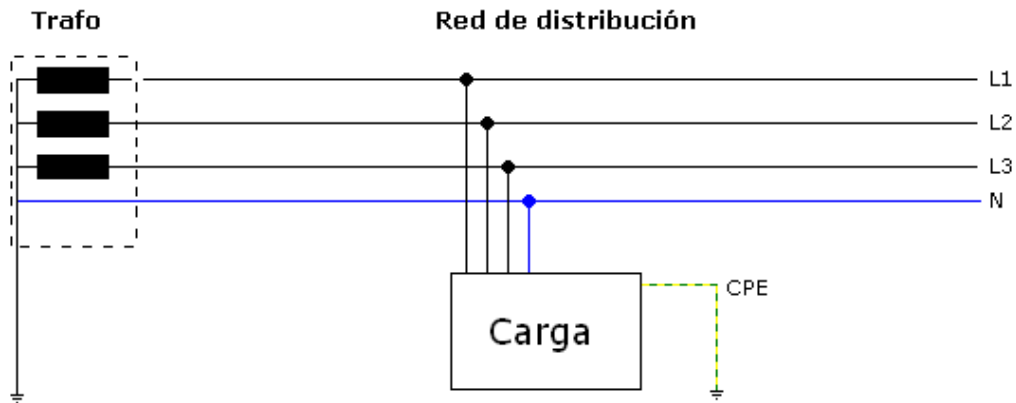 Trafo
Red de distribución
L1
L2
L3
N
CPE
Carga